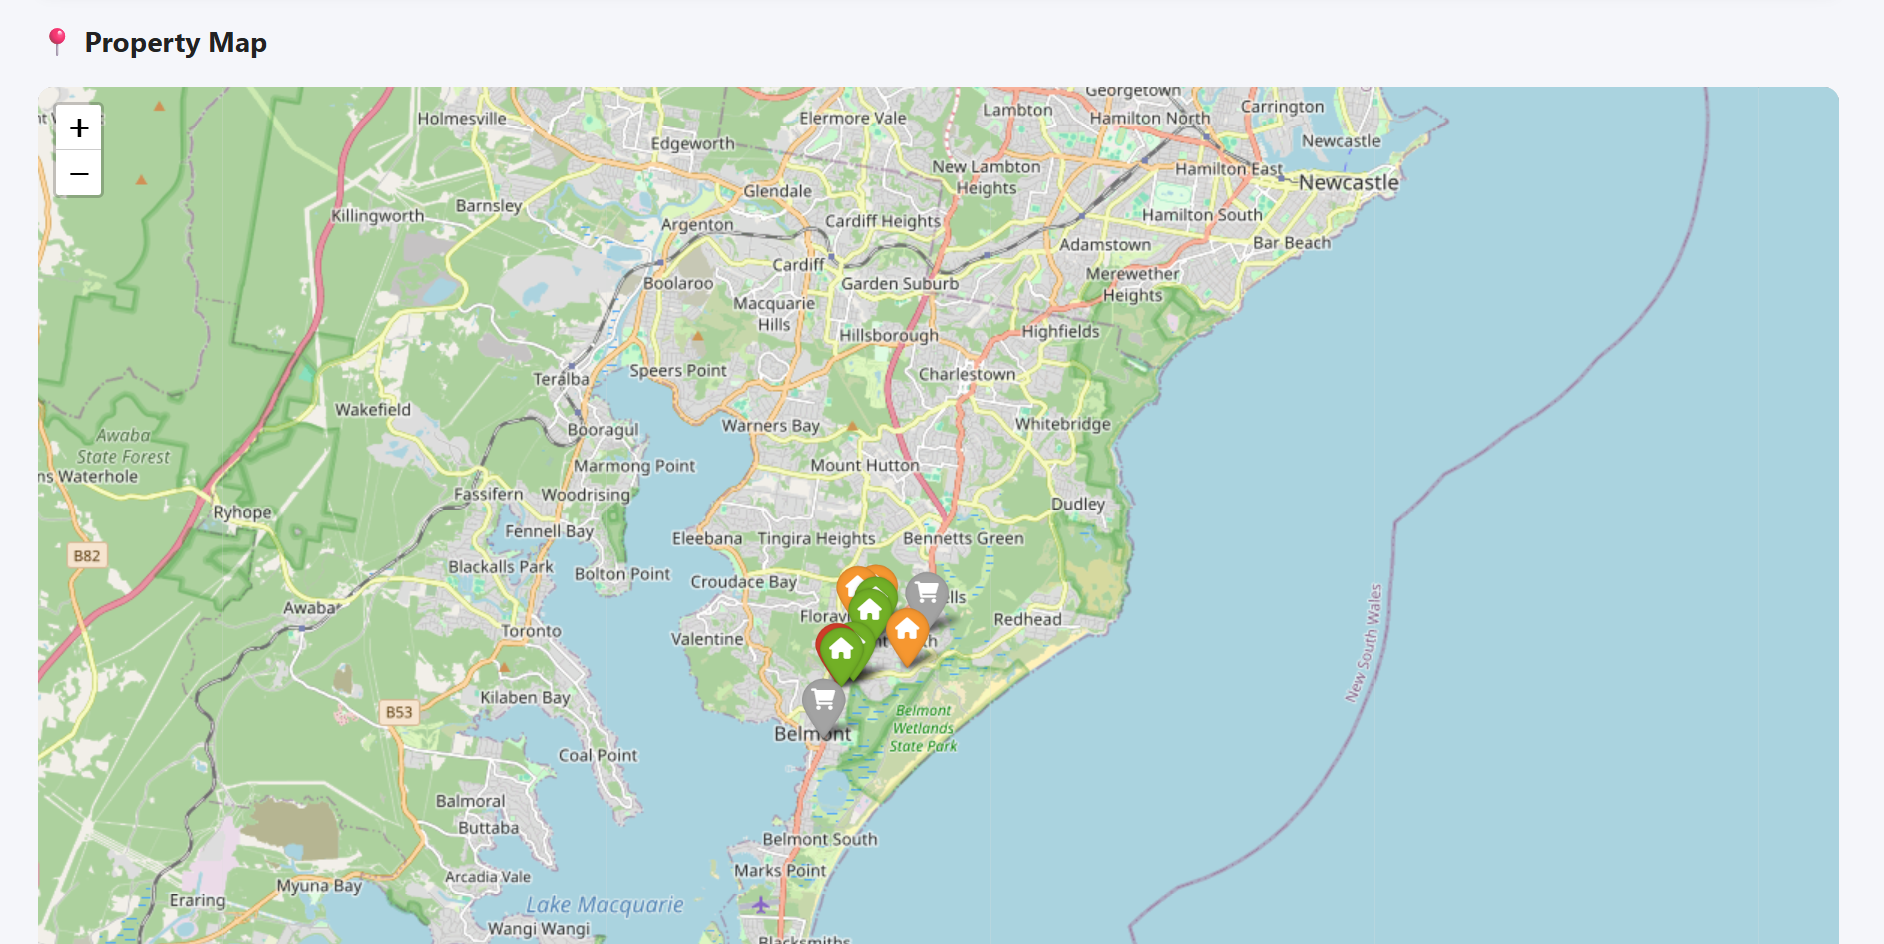 Property Map
+
−
Holmesville
Edgeworth
Elermore Vale
Lambton
Georgetown
Hamilton North
Carrington
Newcastle
New Lambton
Heights
Hamilton East
Newcastle
Glendale
Killingworth
Barnsley
Argenton
Cardiff Heights
Hamilton South
Adamstown
Bar Beach
Cardiff
Boolaroo
Garden Suburb
Merewether
Heights
Macquarie
Hills
Hillsborough
Highfields
Teralba
Speers Point
Charlestown
Wakefield
Booragul
Warners Bay
Whitebridge
Awaba
State Forest
ns Waterhole
Marmong Point
Mount Hutton
Fassifern
Woodrising
Ryhope
Dudley
Fennell Bay
Eleebana
Tingira Heights
Bennetts Green
B82
Blackalls Park
Bolton Point
Croudace Bay
ells
Awaba
Floravi
Redhead
Toronto
Valentine
nt
th
New South Wales
Kilaben Bay
B53
Belmont
Belmont
Wetlands
State Park
Coal Point
Balmoral
Buttaba
Belmont South
Marks Point
Arcadia Vale
Myuna Bay
Eraring
Lake Macquarie
Wangi Wangi
Blacksmiths